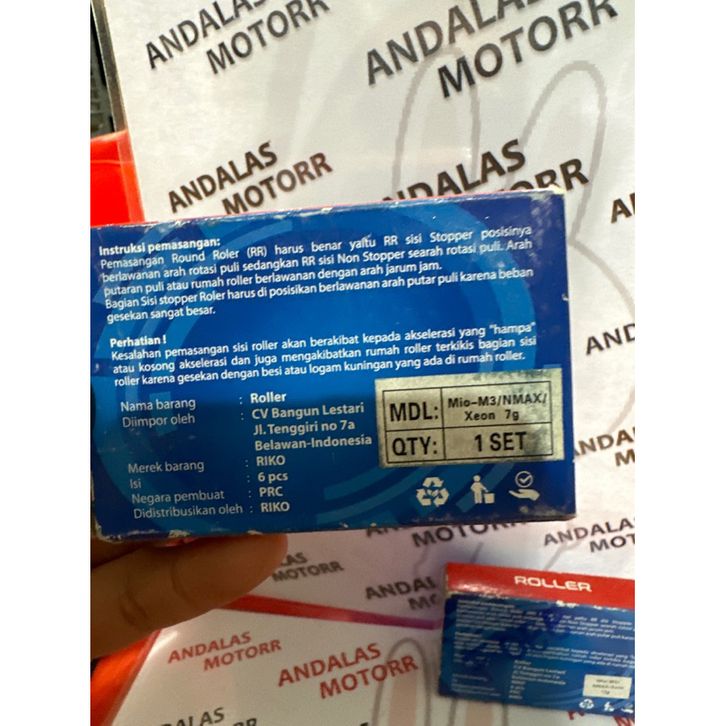 ANDALAS
MOTORR
ANDALA
MOTORR
ANDALAS
MOTORR
ANDALAS
Instruksi pemasangan:
Pemasangan Round Roler (RR) harus benar yaitu RR sisi Stopper posisinya
berlawanan arah rotasi puli sedangkan RR sisi Non Stopper searah rotasi puli. Arah
putaran puli atau rumah roller berlawanan dengan arah jarum jam.
Bagian Sisi stopper Roler harus di posisikan berlawanan arah putar puli karena beban
gesekan sangat besar.
Perhatian !
Kesalahan pemasangan sisi roller akan berakibat kepada akselerasi yang "hampa"
atau kosong akselerasi dan juga mengakibatkan rumah roller terkikis bagian sisi
roller karena gesekan dengan besi atau logam kuningan yang ada di rumah roller.
Nama barang : Roller
Diimpor oleh : CV Bangun Lestari
Jl. Tenggiri no 7a
Belawan-Indonesia
Merek barang : RIKO
Isi : 6 pcs
Negara pembuat : PRC
Didistribusikan oleh : RIKO
MDL: Mio-M3/NMAX/
Xeon 7g
QTY: 1 SET
ANDALAS
MOTORR
ANDALAS
MOTORR
ANDALAS
MOTORR
ROLLER
Roller
CV Bangun Lestari